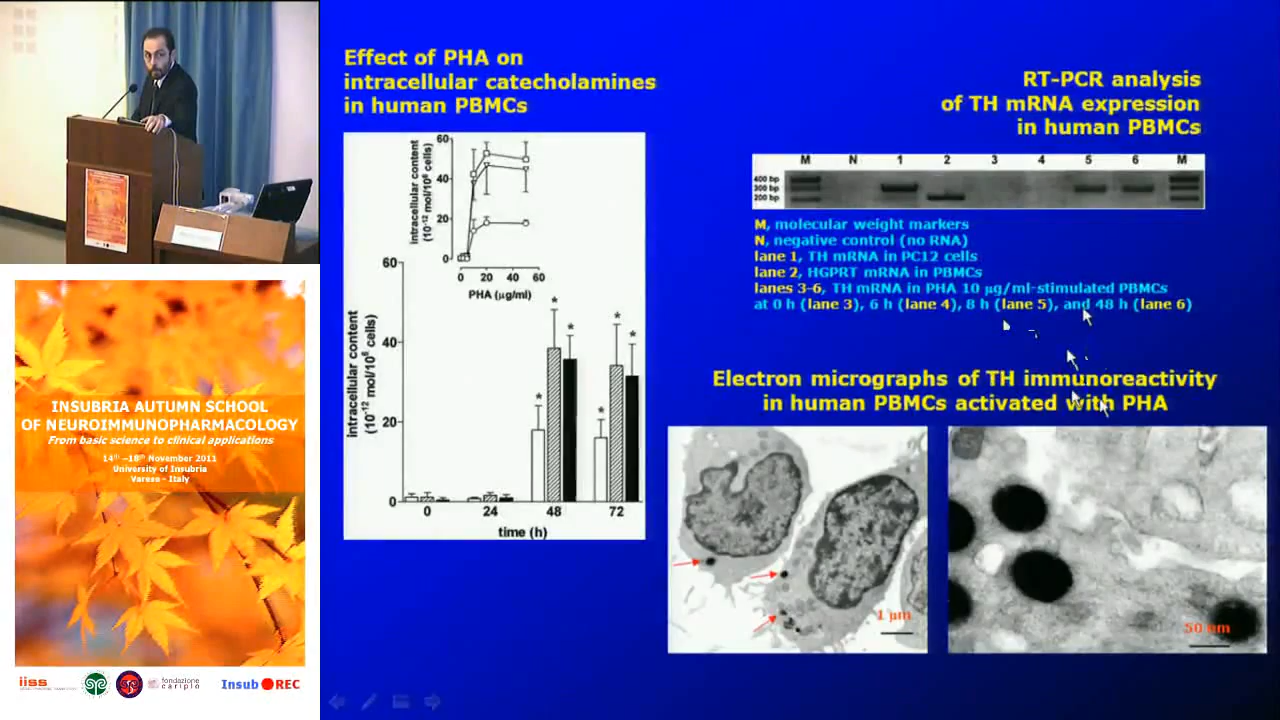 Effect of PHA on
intracellular catecholamines
in human PBMCs
60
40
20
0
intracellular content
(10⁻¹² mol/10⁶ cells)
0 20 40 60
PHA (μg/ml)
60
40
20
0
intracellular content
(10⁻¹² mol/10⁶ cells)
* * * * * *
0 24 48 72
time (h)
RT-PCR analysis
of TH mRNA expression
in human PBMCs
M N 1 2 3 4 5 6 M
400 bp
300 bp
200 bp
M, molecular weight markers
N, negative control (no RNA)
lane 1, TH mRNA in PC12 cells
lane 2, HGPRT mRNA in PBMCs
lanes 3-6, TH mRNA in PHA 10 μg/ml-stimulated PBMCs
at 0 h (lane 3), 6 h (lane 4), 8 h (lane 5), and 48 h (lane 6)
Electron micrographs of TH immunoreactivity
in human PBMCs activated with PHA
1 μm
50 nm
INSUBRIA AUTUMN SCHOOL
OF NEUROIMMUNOPHARMACOLOGY
From basic science to clinical applications
14th –18th November 2011
University of Insubria
Varese - Italy
iiss
fondazione
cariplo
Insub REC